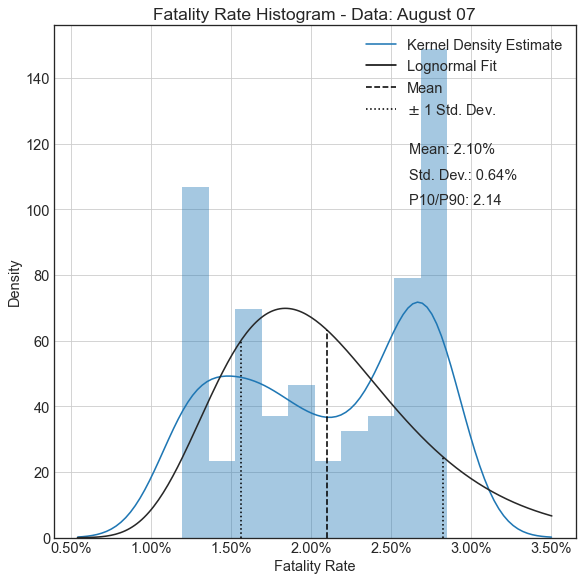 Fatality Rate Histogram - Data: August 07
Kernel Density Estimate
Lognormal Fit
Mean
± 1 Std. Dev.
Mean: 2.10%
Std. Dev.: 0.64%
P10/P90: 2.14
Density
140
120
100
80
60
40
20
0
0.50% 1.00% 1.50% 2.00% 2.50% 3.00% 3.50%
Fatality Rate